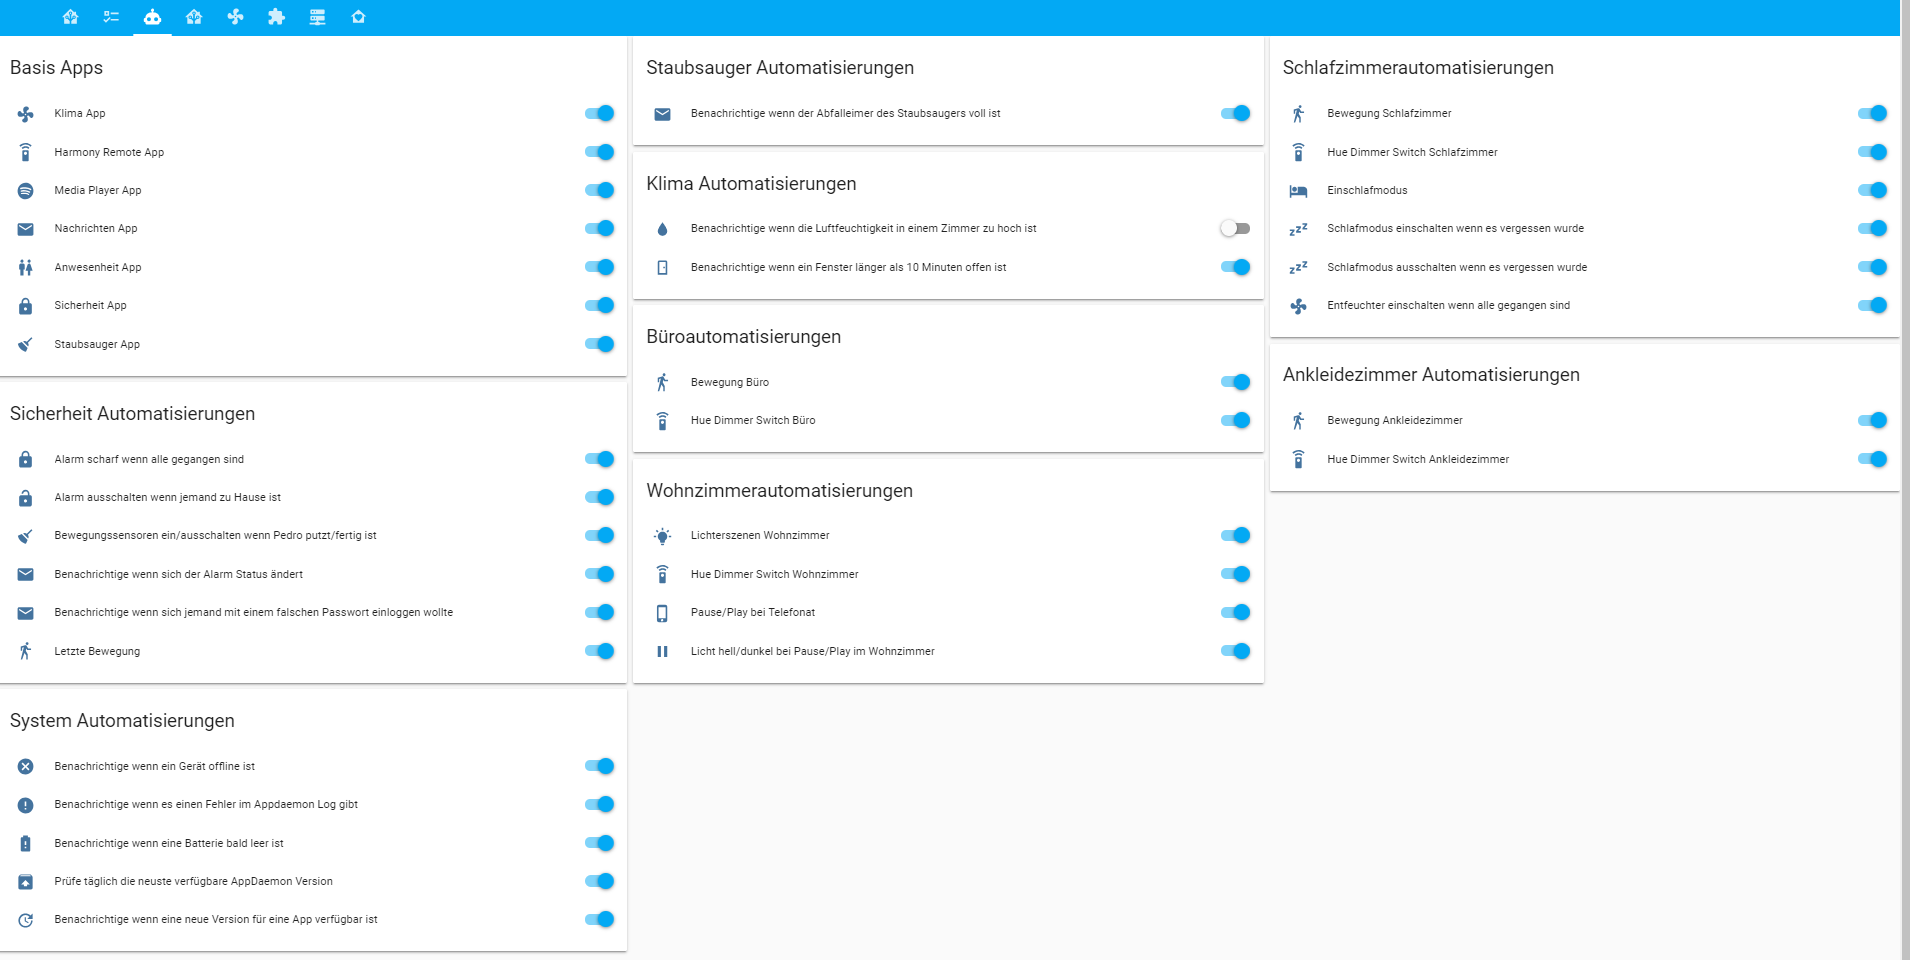 Basis Apps
Klima App
Harmony Remote App
Media Player App
Nachrichten App
Anwesenheit App
Sicherheit App
Staubsauger App
Sicherheit Automatisierungen
Alarm scharf wenn alle gegangen sind
Alarm ausschalten wenn jemand zu Hause ist
Bewegungssensoren ein/ausschalten wenn Pedro putzt/fertig ist
Benachrichtige wenn sich der Alarm Status ändert
Benachrichtige wenn sich jemand mit einem falschen Passwort einloggen wollte
Letzte Bewegung
System Automatisierungen
Benachrichtige wenn ein Gerät offline ist
Benachrichtige wenn es einen Fehler im Appdaemon Log gibt
Benachrichtige wenn eine Batterie bald leer ist
Prüfe täglich die neuste verfügbare AppDaemon Version
Benachrichtige wenn eine neue Version für eine App verfügbar ist
Staubsauger Automatisierungen
Benachrichtige wenn der Abfalleimer des Staubsaugers voll ist
Klima Automatisierungen
Benachrichtige wenn die Luftfeuchtigkeit in einem Zimmer zu hoch ist
Benachrichtige wenn ein Fenster länger als 10 Minuten offen ist
Büroautomatisierungen
Bewegung Büro
Hue Dimmer Switch Büro
Wohnzimmerautomatisierungen
Lichterszenen Wohnzimmer
Hue Dimmer Switch Wohnzimmer
Pause/Play bei Telefonat
Licht hell/dunkel bei Pause/Play im Wohnzimmer
Schlafzimmerautomatisierungen
Bewegung Schlafzimmer
Hue Dimmer Switch Schlafzimmer
Einschlafmodus
Schlafmodus einschalten wenn es vergessen wurde
Schlafmodus ausschalten wenn es vergessen wurde
Entfeuchter einschalten wenn alle gegangen sind
Ankleidezimmer Automatisierungen
Bewegung Ankleidezimmer
Hue Dimmer Switch Ankleidezimmer